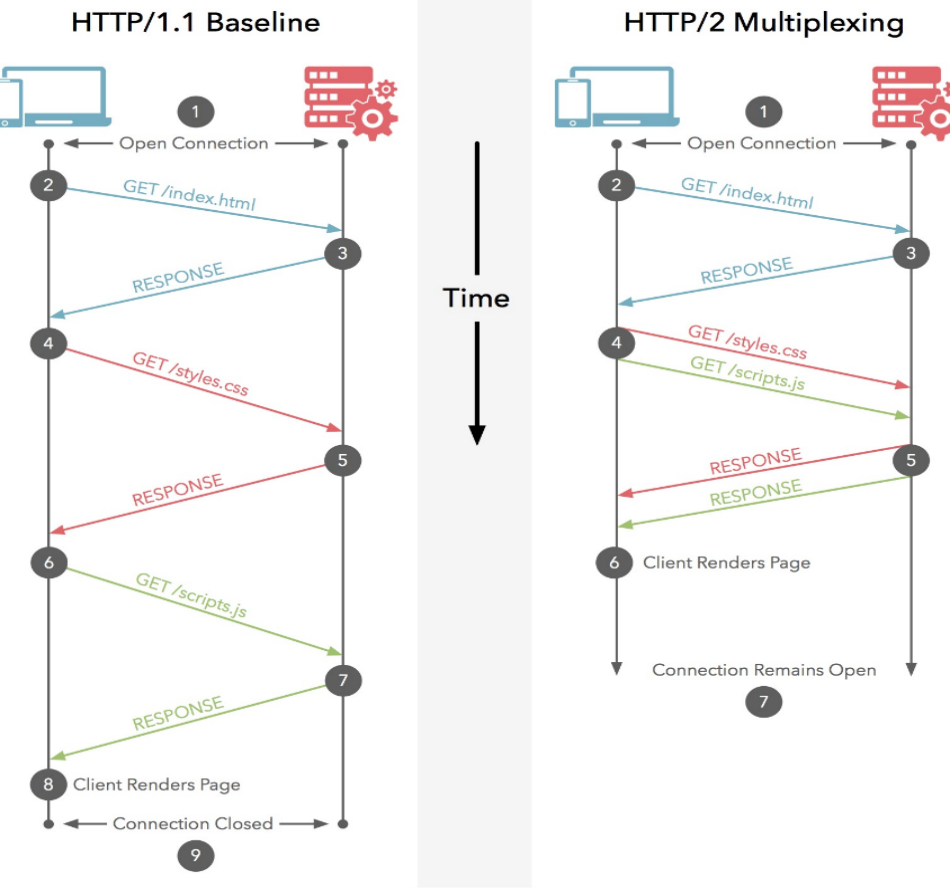 HTTP/1.1 Baseline
1
Open Connection
2
GET /index.html
3
RESPONSE
4
GET /styles.css
5
RESPONSE
6
GET /scripts.js
7
RESPONSE
8 Client Renders Page
Connection Closed
9
Time
HTTP/2 Multiplexing
1
Open Connection
2
GET /index.html
3
RESPONSE
4
GET /styles.css
GET /scripts.js
5
RESPONSE
RESPONSE
6 Client Renders Page
Connection Remains Open
7